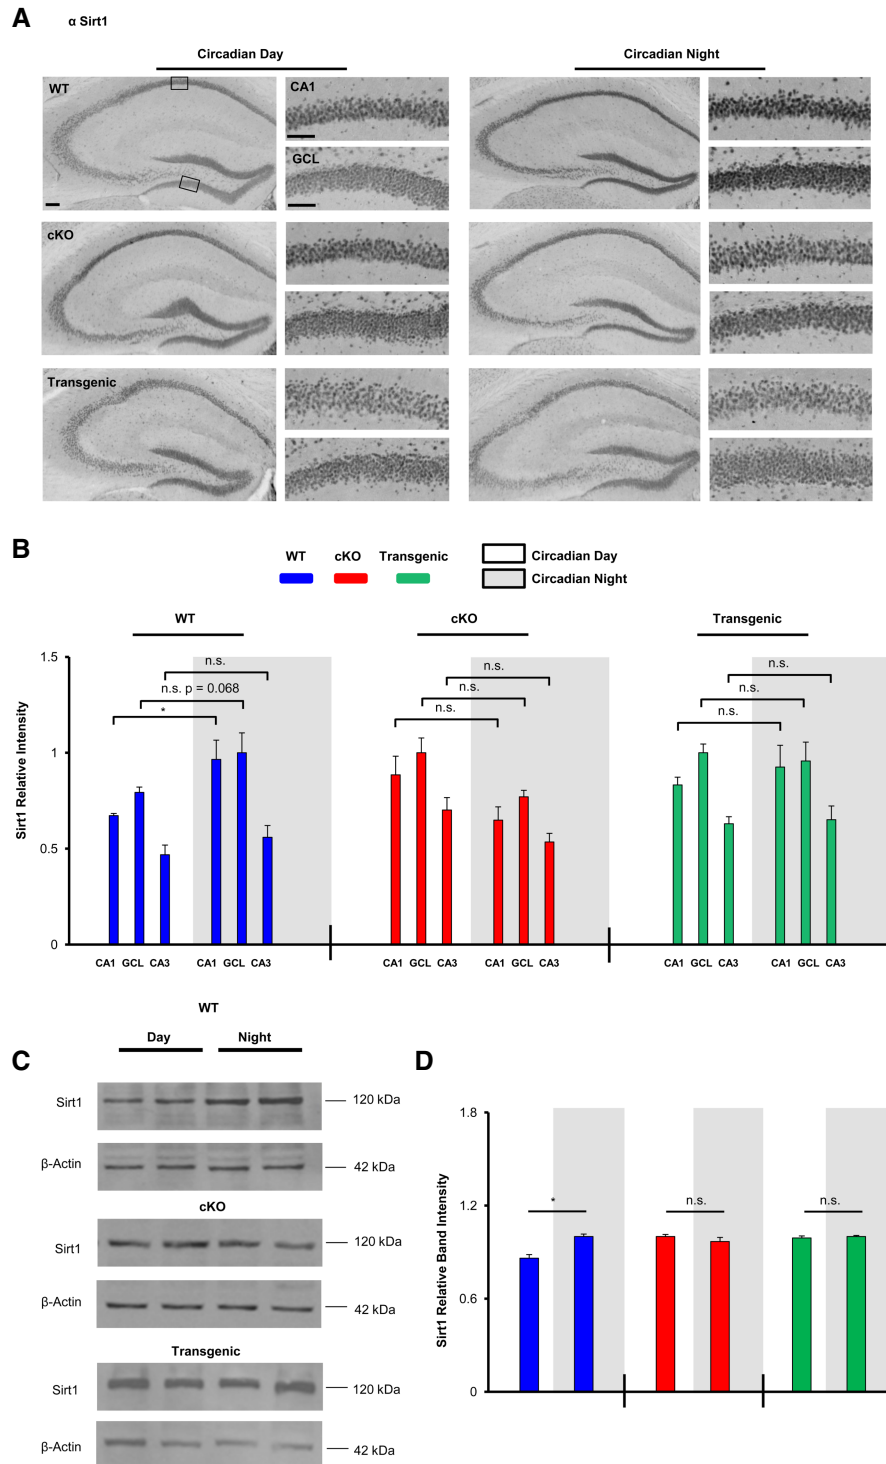 A
α Sirt1
Circadian Day
Circadian Night
WT
CA1
GCL
cKO
Transgenic
B
WT cKO Transgenic
Circadian Day
Circadian Night
WT
cKO
Transgenic
Sirt1 Relative Intensity
1.5
1
0.5
0
n.s.
n.s. p = 0.068
*
n.s.
n.s.
n.s.
n.s.
n.s.
n.s.
CA1 GCL CA3 CA1 GCL CA3
CA1 GCL CA3 CA1 GCL CA3
CA1 GCL CA3 CA1 GCL CA3
C
WT
Day Night
Sirt1 120 kDa
β-Actin 42 kDa
cKO
Sirt1 120 kDa
β-Actin 42 kDa
Transgenic
Sirt1 120 kDa
β-Actin 42 kDa
D
Sirt1 Relative Band Intensity
1.8
1.2
0.6
0
*
n.s.
n.s.